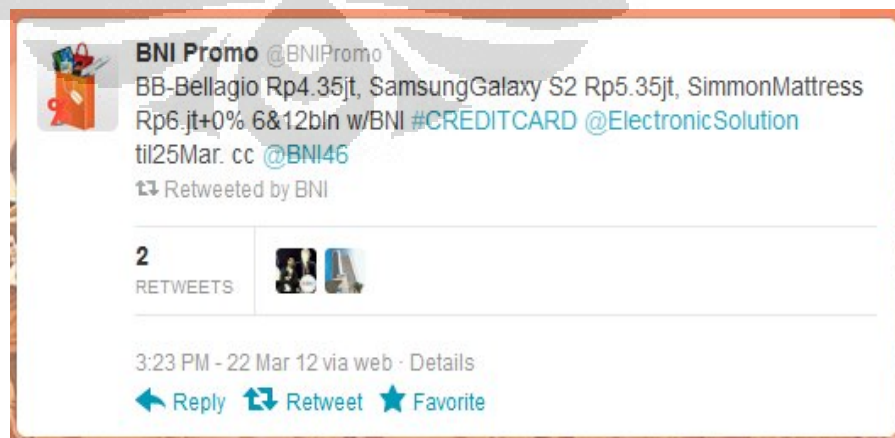 BNI Promo @BNIPromo
BB-Bellagio Rp4.35jt, SamsungGalaxy S2 Rp5.35jt, SimmonMattress
Rp6.jt+0% 6&12bln w/BNI #CREDITCARD @ElectronicSolution
til25Mar. cc @BNI46
Retweeted by BNI
2
RETWEETS
3:23 PM - 22 Mar 12 via web · Details
Reply Retweet Favorite